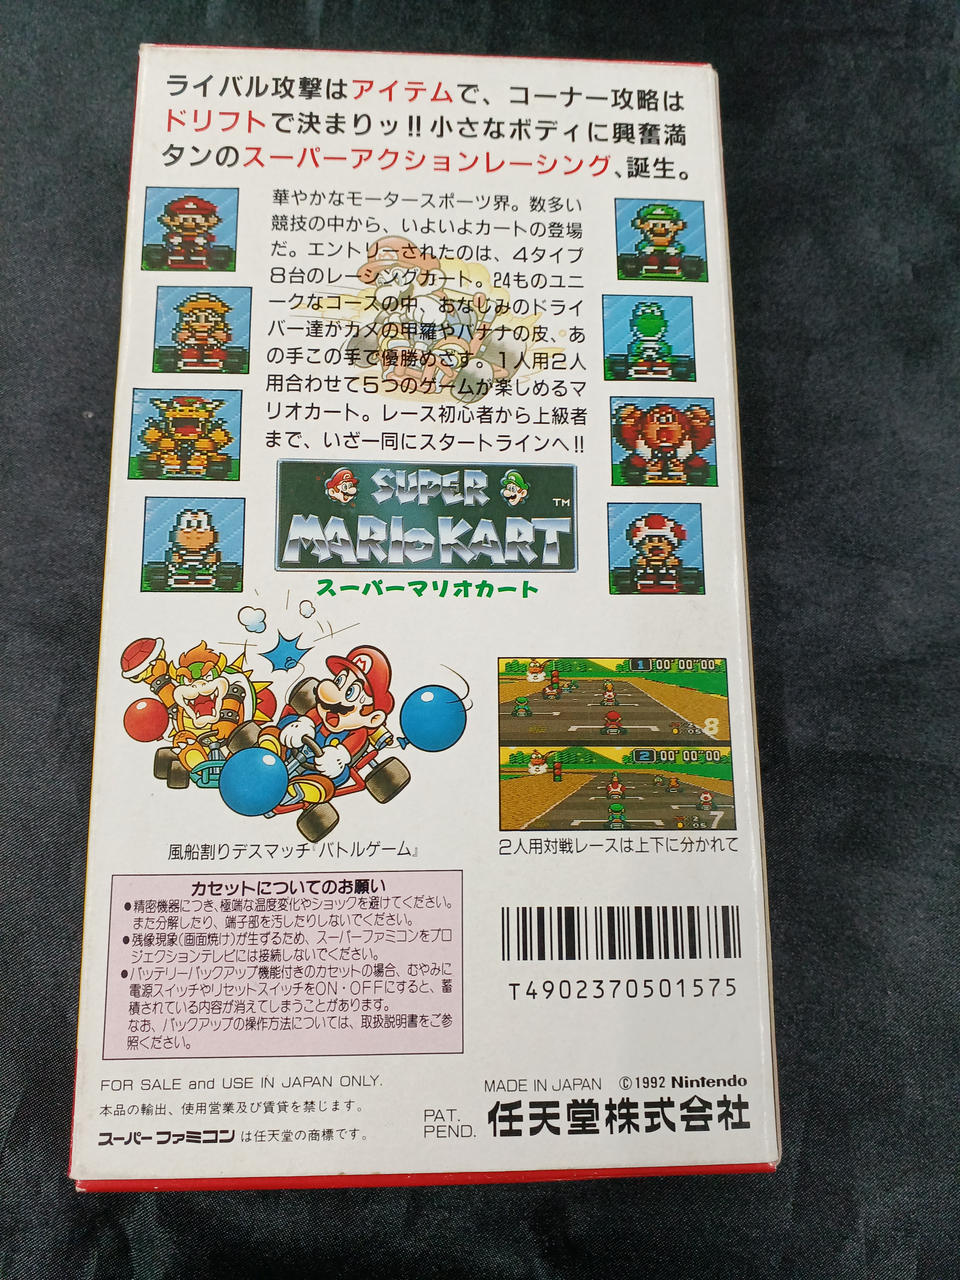 ライバル攻撃はアイテムで、コーナー攻略は
ドリフトで決まりッ!!小さなボディに興奮満
タンのスーパーアクションレーシング、誕生。
華やかなモータースポーツ界。数多い
競技の中から、いよいよカートの登場
だ。エントリーされたのは、4タイプ
8台のレーシングカート。24ものユニ
ークなコースの中、おなじみのドライ
バー達がカメの甲羅やバナナの皮、あ
の手この手で優勝めざす。1人用2人
用合わせて5つのゲームが楽しめるマ
リオカート。レース初心者から上級者
まで、いざ一同にスタートラインへ!!
SUPER
MARIO KART TM
スーパーマリオカート
1 00'00"00
8
2 00'00"00
7
風船割りデスマッチ『バトルゲーム』
2人用対戦レースは上下に分かれて
カセットについてのお願い
●精密機器につき、極端な温度変化やショックを避けてください。
また分解したり、端子部を汚したりしないでください。
●残像現象(画面焼け)が生ずるため、スーパーファミコンをプロ
ジェクションテレビには接続しないでください。
●バッテリーバックアップ機能付きのカセットの場合、むやみに
電源スイッチやリセットスイッチをON・OFFにすると、蓄
積されている内容が消えてしまうことがあります。
なお、バックアップの操作方法については、取扱説明書をご参
照ください。
T4902370501575
FOR SALE and USE IN JAPAN ONLY.
本品の輸出、使用営業及び賃貸を禁じます。
スーパーファミコンは任天堂の商標です。
MADE IN JAPAN ©1992 Nintendo
PAT.
PEND.
任天堂株式会社